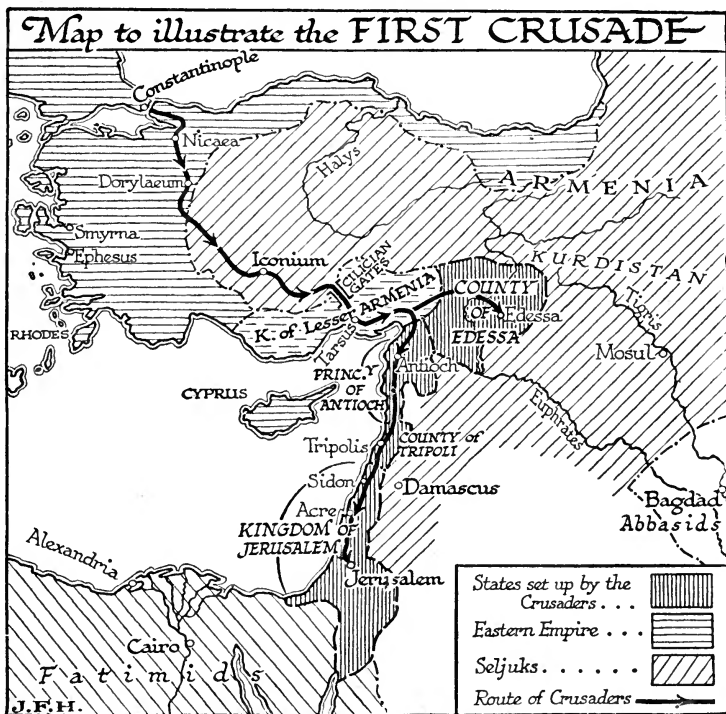 Map to illustrate the FIRST CRUSADE
Constantinople
Nicaea
Halys
Dorylaeum
ARMENIA
Smyrna
Ephesus
Iconium
CILICIAN
GATES
KURDISTAN
K. of Lesser ARMENIA
COUNTY
OF
EDESSA
Edessa
Tigris
RHODES
Tarsus
Mosul
Antioch
PRINC.Y
OF
ANTIOCH
CYPRUS
Euphrates
Tripolis
COUNTY of
TRIPOLI
Sidon
Damascus
Acre
Bagdad
Abbasids
KINGDOM OF
JERUSALEM
Alexandria
Jerusalem
Cairo
Fatimids
J.F.H.
States set up by the
Crusaders . . .
Eastern Empire . . .
Seljuks . . . . . .
Route of Crusaders